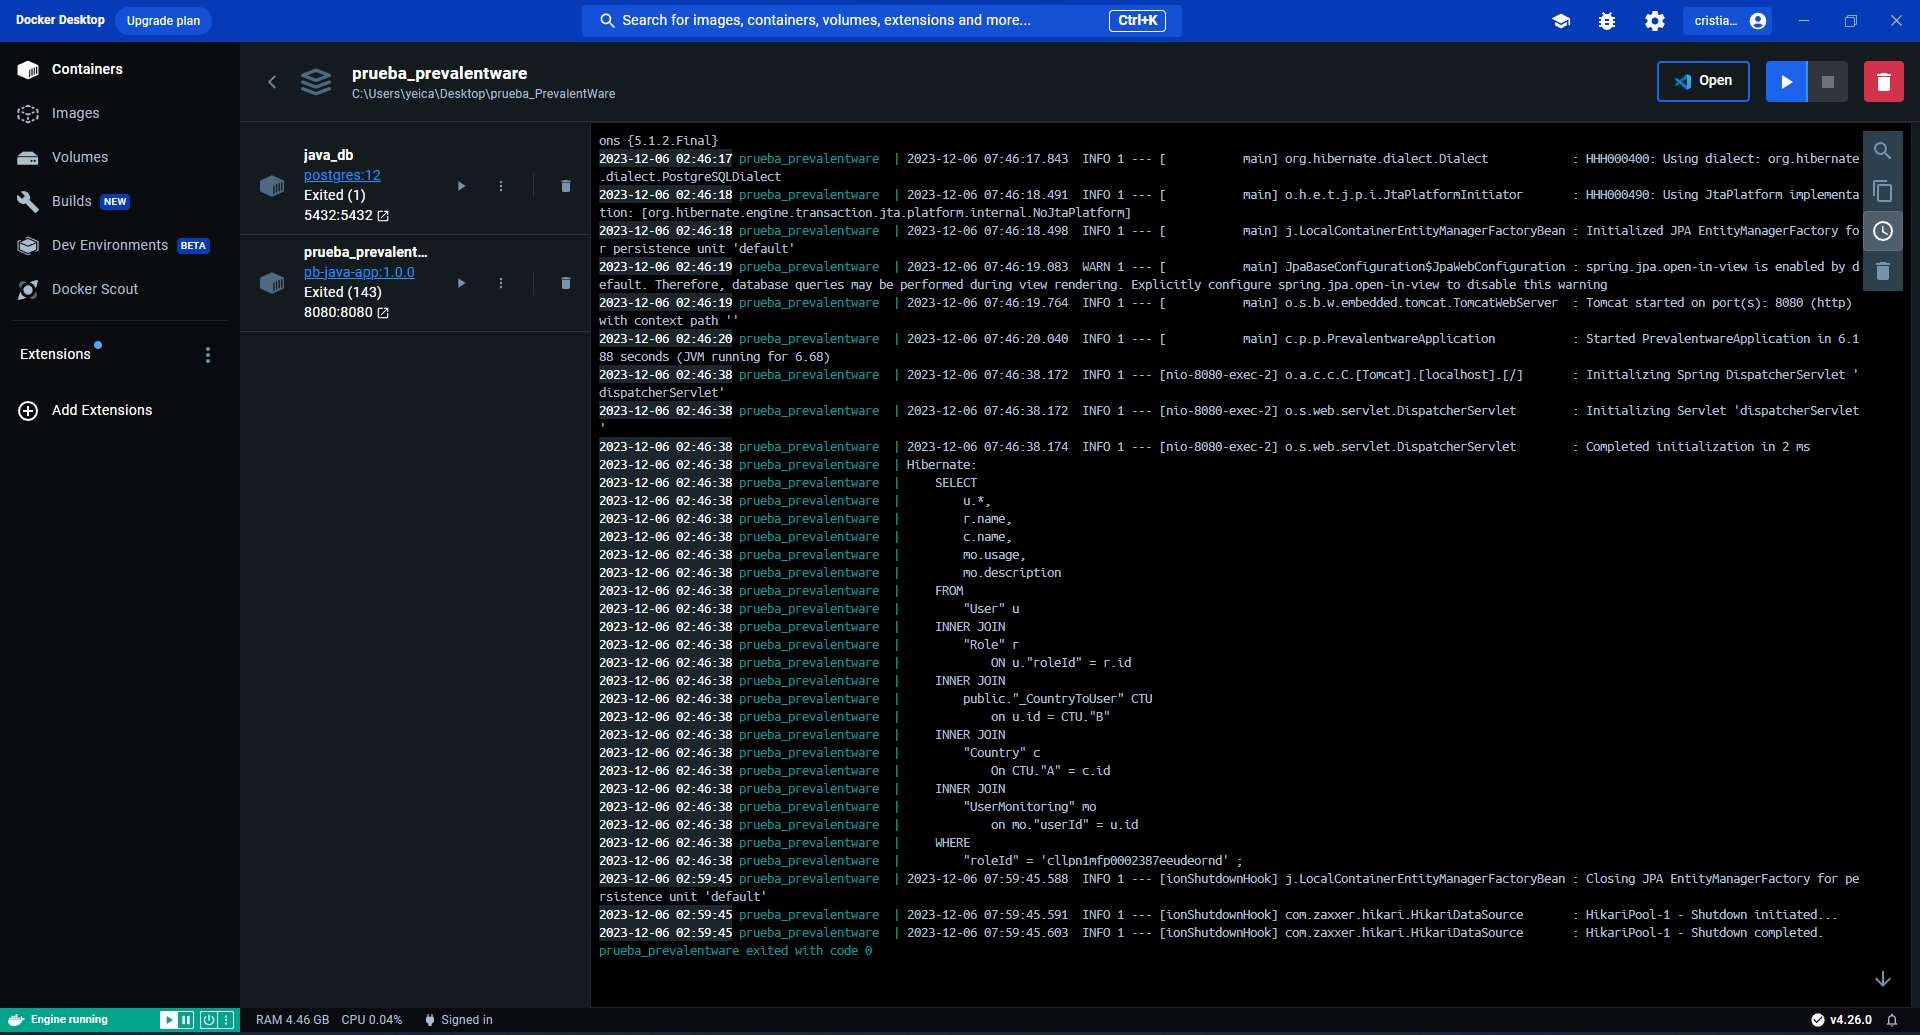 Docker Desktop
Upgrade plan
Search for images, containers, volumes, extensions and more...
Ctrl+K
cristia...
Containers
Images
Volumes
Builds NEW
Dev Environments BETA
Docker Scout
Extensions
Add Extensions
prueba_prevalentware
C:\Users\yeica\Desktop\prueba_PrevalentWare
Open
java_db
postgres:12
Exited (1)
5432:5432
prueba_prevalent...
pb-java-app:1.0.0
Exited (143)
8080:8080
ons {5.1.2.Final}
2023-12-06 02:46:17 prueba_prevalentware | 2023-12-06 07:46:17.843 INFO 1 --- [ main] org.hibernate.dialect.Dialect : HHH000400: Using dialect: org.hibernate
.dialect.PostgreSQLDialect
2023-12-06 02:46:18 prueba_prevalentware | 2023-12-06 07:46:18.491 INFO 1 --- [ main] o.h.e.t.j.p.i.JtaPlatformInitiator : HHH000490: Using JtaPlatform implementa
tion: [org.hibernate.engine.transaction.jta.platform.internal.NoJtaPlatform]
2023-12-06 02:46:18 prueba_prevalentware | 2023-12-06 07:46:18.498 INFO 1 --- [ main] j.LocalContainerEntityManagerFactoryBean : Initialized JPA EntityManagerFactory fo
r persistence unit 'default'
2023-12-06 02:46:19 prueba_prevalentware | 2023-12-06 07:46:19.083 WARN 1 --- [ main] JpaBaseConfiguration$JpaWebConfiguration : spring.jpa.open-in-view is enabled by d
efault. Therefore, database queries may be performed during view rendering. Explicitly configure spring.jpa.open-in-view to disable this warning
2023-12-06 02:46:19 prueba_prevalentware | 2023-12-06 07:46:19.764 INFO 1 --- [ main] o.s.b.w.embedded.tomcat.TomcatWebServer : Tomcat started on port(s): 8080 (http)
with context path ''
2023-12-06 02:46:20 prueba_prevalentware | 2023-12-06 07:46:20.040 INFO 1 --- [ main] c.p.p.PrevalentwareApplication : Started PrevalentwareApplication in 6.1
88 seconds (JVM running for 6.68)
2023-12-06 02:46:38 prueba_prevalentware | 2023-12-06 07:46:38.172 INFO 1 --- [nio-8080-exec-2] o.a.c.c.C.[Tomcat].[localhost].[/] : Initializing Spring DispatcherServlet '
dispatcherServlet'
2023-12-06 02:46:38 prueba_prevalentware | 2023-12-06 07:46:38.172 INFO 1 --- [nio-8080-exec-2] o.s.web.servlet.DispatcherServlet : Initializing Servlet 'dispatcherServlet
'
2023-12-06 02:46:38 prueba_prevalentware | 2023-12-06 07:46:38.174 INFO 1 --- [nio-8080-exec-2] o.s.web.servlet.DispatcherServlet : Completed initialization in 2 ms
2023-12-06 02:46:38 prueba_prevalentware | Hibernate:
2023-12-06 02:46:38 prueba_prevalentware | SELECT
2023-12-06 02:46:38 prueba_prevalentware | u.*,
2023-12-06 02:46:38 prueba_prevalentware | r.name,
2023-12-06 02:46:38 prueba_prevalentware | c.name,
2023-12-06 02:46:38 prueba_prevalentware | mo.usage,
2023-12-06 02:46:38 prueba_prevalentware | mo.description
2023-12-06 02:46:38 prueba_prevalentware | FROM
2023-12-06 02:46:38 prueba_prevalentware | "User" u
2023-12-06 02:46:38 prueba_prevalentware | INNER JOIN
2023-12-06 02:46:38 prueba_prevalentware | "Role" r
2023-12-06 02:46:38 prueba_prevalentware | ON u."roleId" = r.id
2023-12-06 02:46:38 prueba_prevalentware | INNER JOIN
2023-12-06 02:46:38 prueba_prevalentware | public."_CountryToUser" CTU
2023-12-06 02:46:38 prueba_prevalentware | on u.id = CTU."B"
2023-12-06 02:46:38 prueba_prevalentware | INNER JOIN
2023-12-06 02:46:38 prueba_prevalentware | "Country" c
2023-12-06 02:46:38 prueba_prevalentware | On CTU."A" = c.id
2023-12-06 02:46:38 prueba_prevalentware | INNER JOIN
2023-12-06 02:46:38 prueba_prevalentware | "UserMonitoring" mo
2023-12-06 02:46:38 prueba_prevalentware | on mo."userId" = u.id
2023-12-06 02:46:38 prueba_prevalentware | WHERE
2023-12-06 02:46:38 prueba_prevalentware | "roleId" = 'cllpn1mfp0002387eeudeornd' ;
2023-12-06 02:59:45 prueba_prevalentware | 2023-12-06 07:59:45.588 INFO 1 --- [ionShutdownHook] j.LocalContainerEntityManagerFactoryBean : Closing JPA EntityManagerFactory for pe
rsistence unit 'default'
2023-12-06 02:59:45 prueba_prevalentware | 2023-12-06 07:59:45.591 INFO 1 --- [ionShutdownHook] com.zaxxer.hikari.HikariDataSource : HikariPool-1 - Shutdown initiated...
2023-12-06 02:59:45 prueba_prevalentware | 2023-12-06 07:59:45.603 INFO 1 --- [ionShutdownHook] com.zaxxer.hikari.HikariDataSource : HikariPool-1 - Shutdown completed.
prueba_prevalentware exited with code 0
Engine running
RAM 4.46 GB CPU 0.04% Signed in
v4.26.0